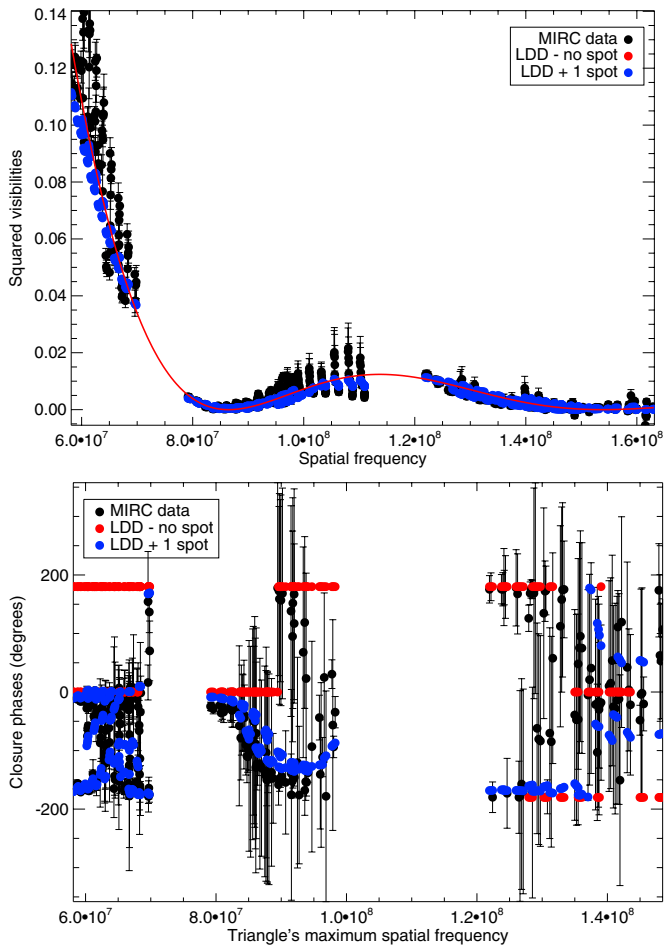 0.14
0.12
0.10
0.08
0.06
0.04
0.02
0.00
Squared visibilities
MIRC data
LDD - no spot
LDD + 1 spot
6.0•10⁷ 8.0•10⁷ 1.0•10⁸ 1.2•10⁸ 1.4•10⁸ 1.6•10⁸
Spatial frequency
MIRC data
LDD - no spot
LDD + 1 spot
200
0
-200
Closure phases (degrees)
6.0•10⁷ 8.0•10⁷ 1.0•10⁸ 1.2•10⁸ 1.4•10⁸
Triangle's maximum spatial frequency